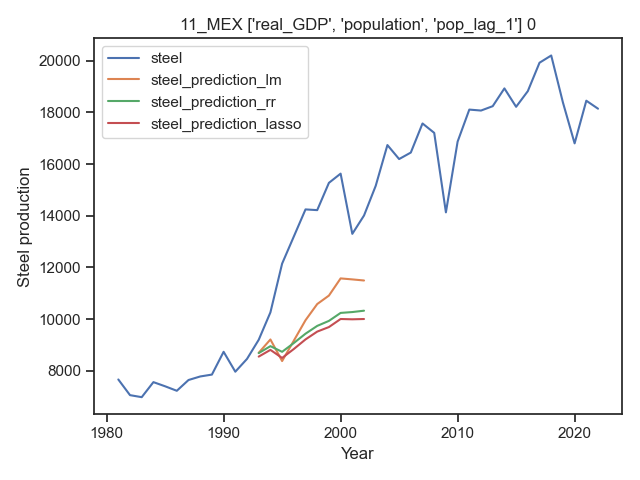 11_MEX ['real_GDP', 'population', 'pop_lag_1'] 0
steel
steel_prediction_lm
steel_prediction_rr
steel_prediction_lasso
Steel production
20000
18000
16000
14000
12000
10000
8000
1980 1990 2000 2010 2020
Year